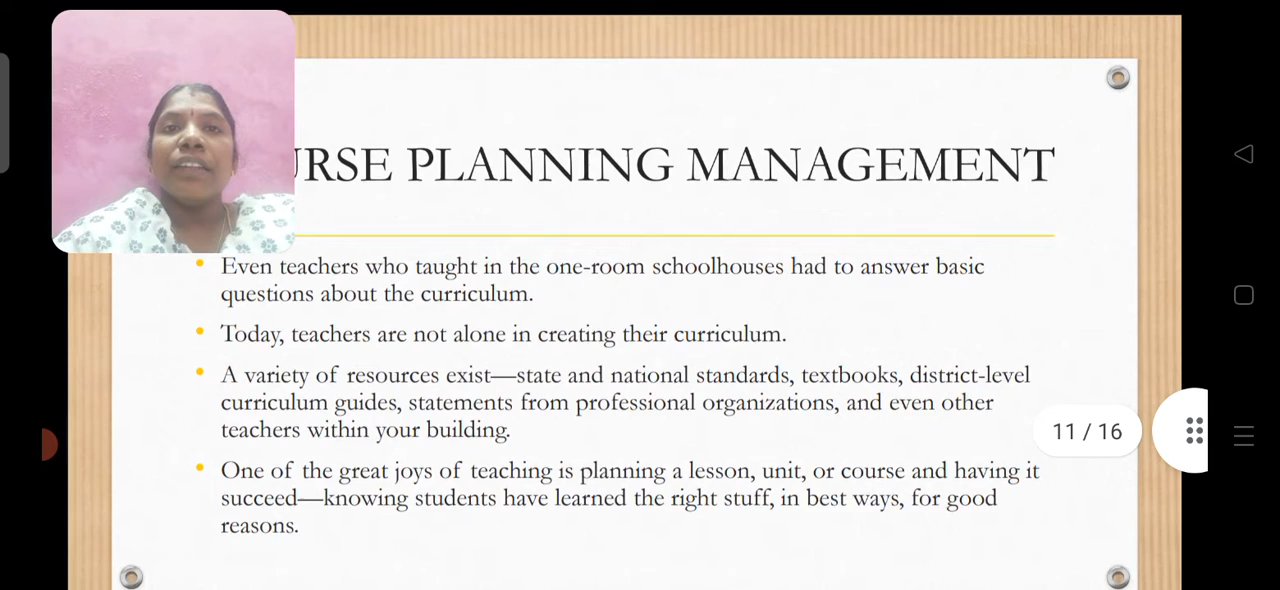 PLANNING MANAGEMENT
Even teachers who taught in the one-room schoolhouses had to answer basic
questions about the curriculum.
Today, teachers are not alone in creating their curriculum.
A variety of resources exist—state and national standards, textbooks, district-level
curriculum guides, statements from professional organizations, and even other
teachers within your building.
11 / 16
One of the great joys of teaching is planning a lesson, unit, or course and having it
succeed—knowing students have learned the right stuff, in best ways, for good
reasons.